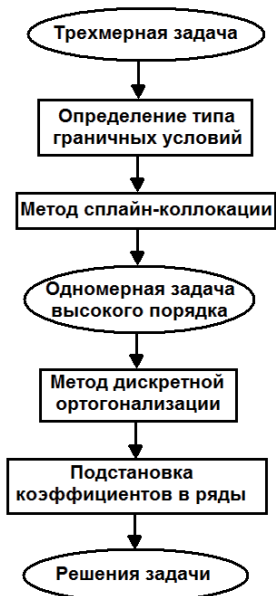 Трехмерная задача
Определение типа
граничных условий
Метод сплайн-коллокации
Одномерная задача
высокого порядка
Метод дискретной
ортогонализации
Подстановка
коэффициентов в ряды
Решения задачи